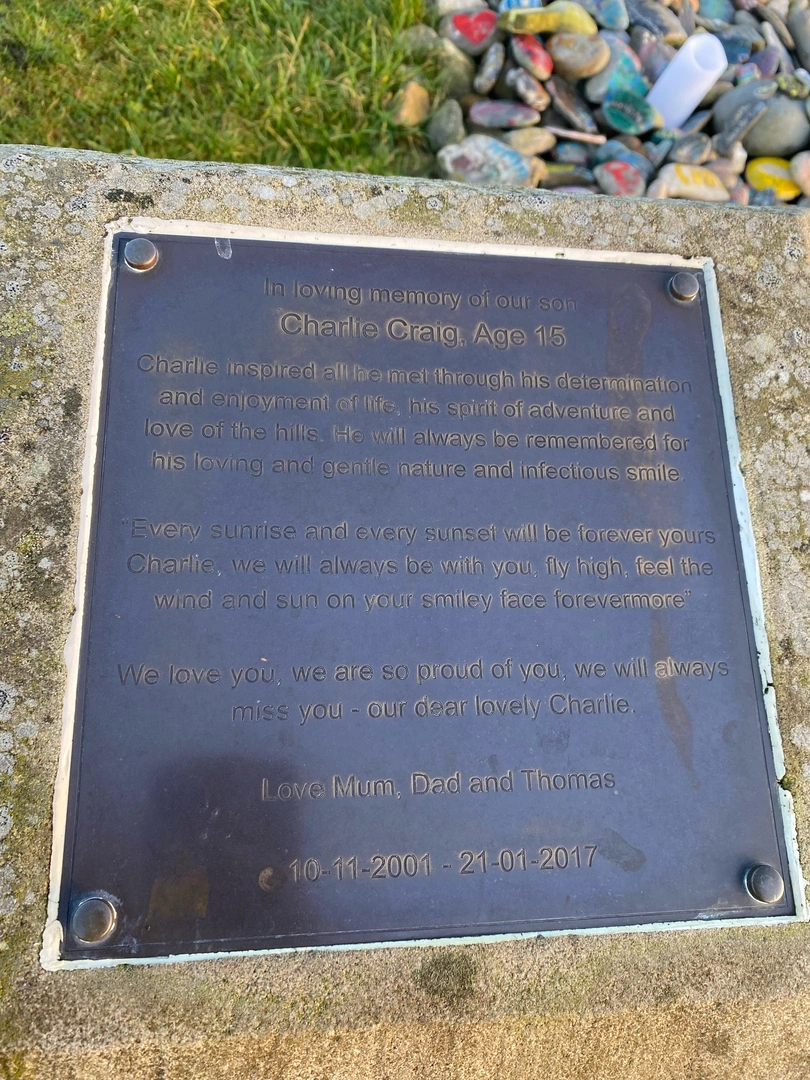 In loving memory of our son
Charlie Craig, Age 15
Charlie inspired all he met through his determination
and enjoyment of life, his spirit of adventure and
love of the hills. He will always be remembered for
his loving and gentle nature and infectious smile.
"Every sunrise and every sunset will be forever yours
Charlie, we will always be with you, fly high, feel the
wind and sun on your smiley face forevermore"
We love you, we are so proud of you, we will always
miss you - our dear lovely Charlie.
Love Mum, Dad and Thomas
10-11-2001 - 21-01-2017